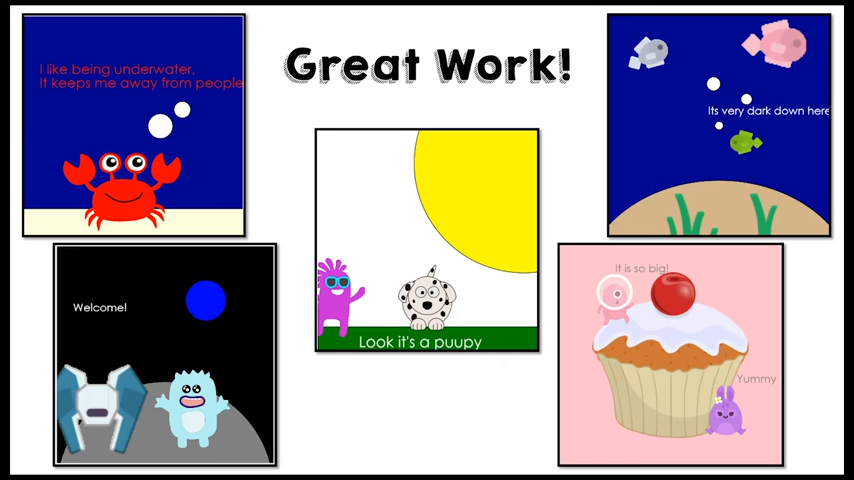 Great Work!
I like being underwater,
It keeps me away from people
Its very dark down here
Look it's a puupy
Welcome!
It is so big!
Yummy